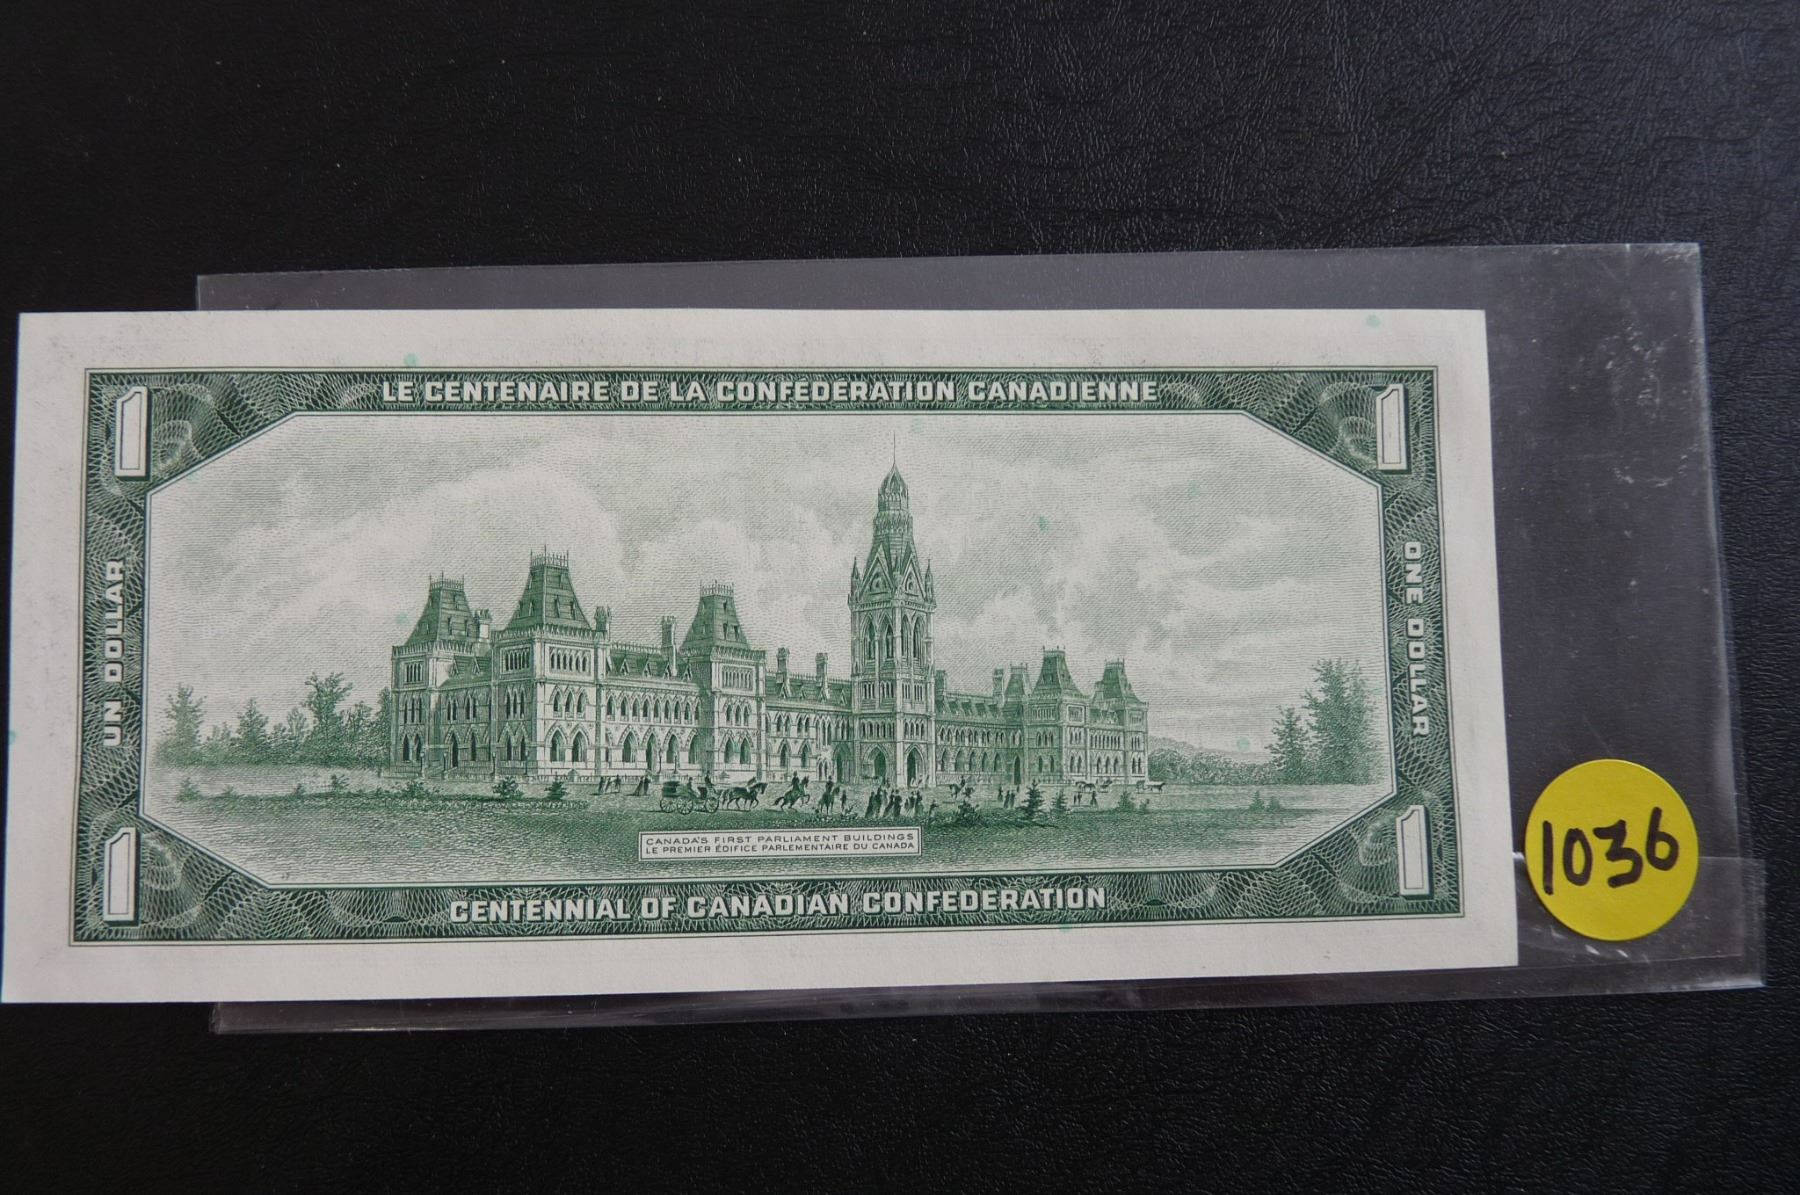 LE CENTENAIRE DE LA CONFEDERATION CANADIENNE
1
1
UN DOLLAR
ONE DOLLAR
CANADA'S FIRST PARLIAMENT BUILDINGS
LE PREMIER ÉDIFICE PARLEMENTAIRE DU CANADA
1
1
CENTENNIAL OF CANADIAN CONFEDERATION
1036